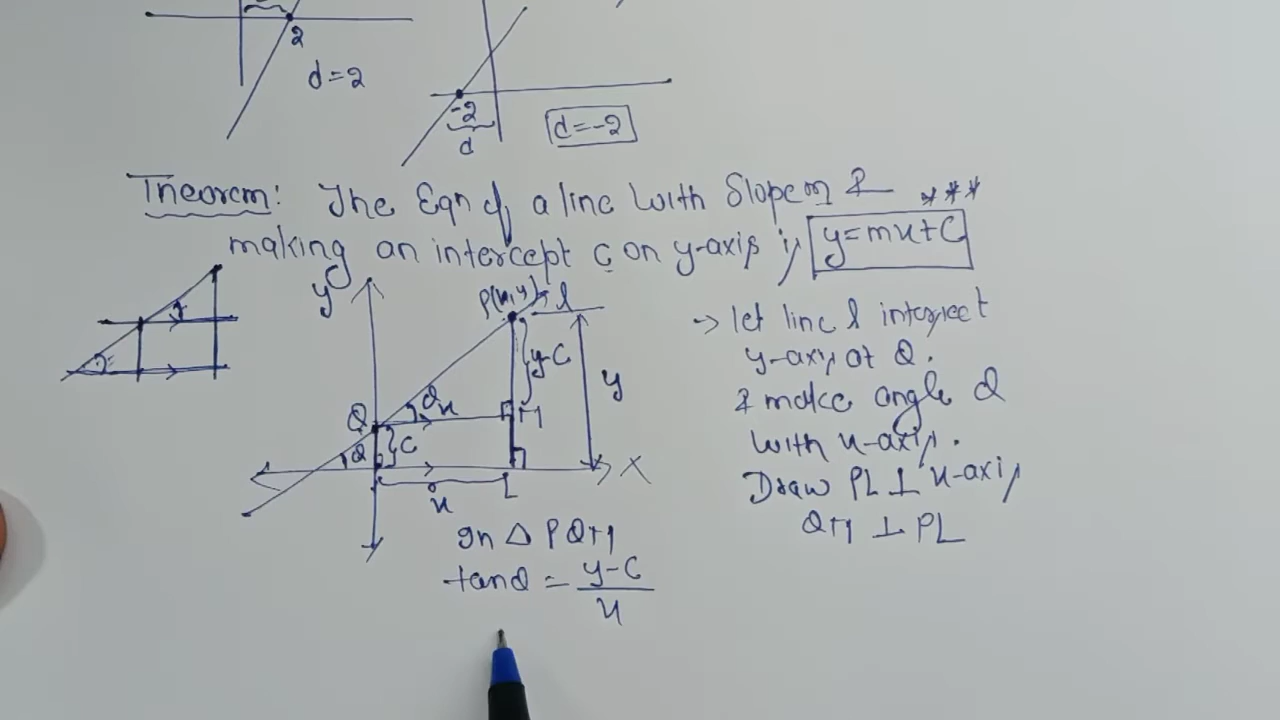 2
d=2
-2
d
d=-2
Theorem: The Eqn of a line with Slope m &
***
making an intercept C on y-axis is y=mx+C
y
P(x,y)
l
y-C
y
θ
x
M
Q
C
θ
X
x
L
→ let line l intersect
y-axis at Q.
& make angle θ
with x-axis.
Draw PL ⊥ x-axis
QM ⊥ PL
In △ PQM
tanθ = y-C
x